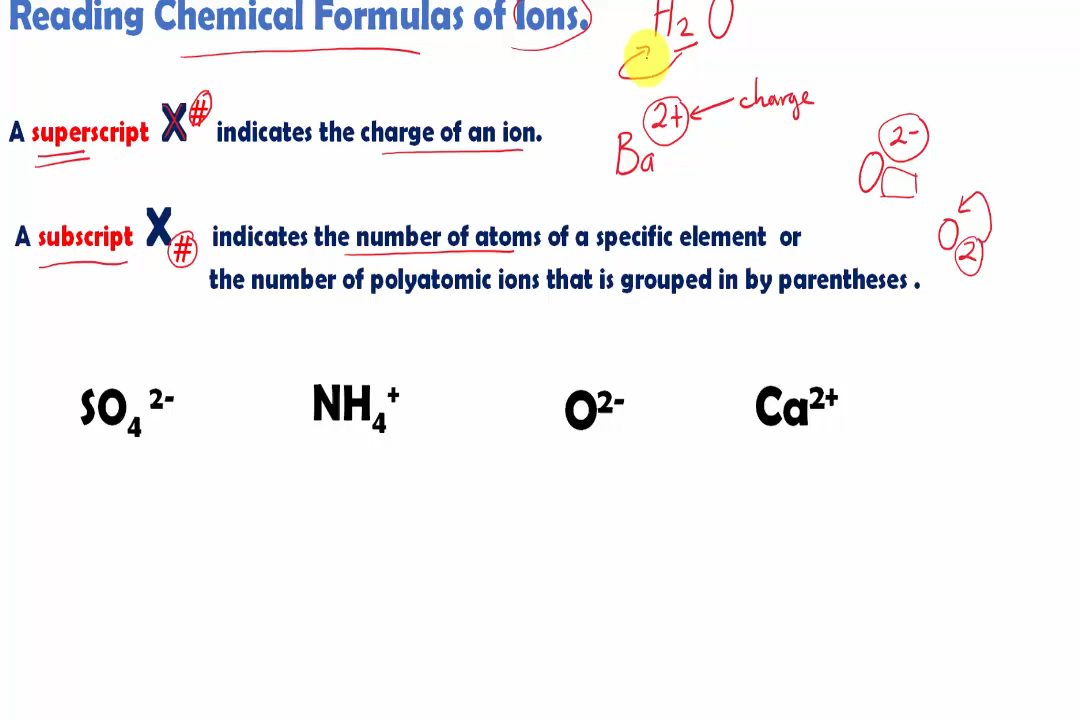 Reading Chemical Formulas of Ions.
H₂O
Ba²⁺ ← charge
O²⁻
A superscript X^# indicates the charge of an ion.
O₂
A subscript X_# indicates the number of atoms of a specific element or
the number of polyatomic ions that is grouped in by parentheses .
SO₄²⁻ NH₄⁺ O²⁻ Ca²⁺